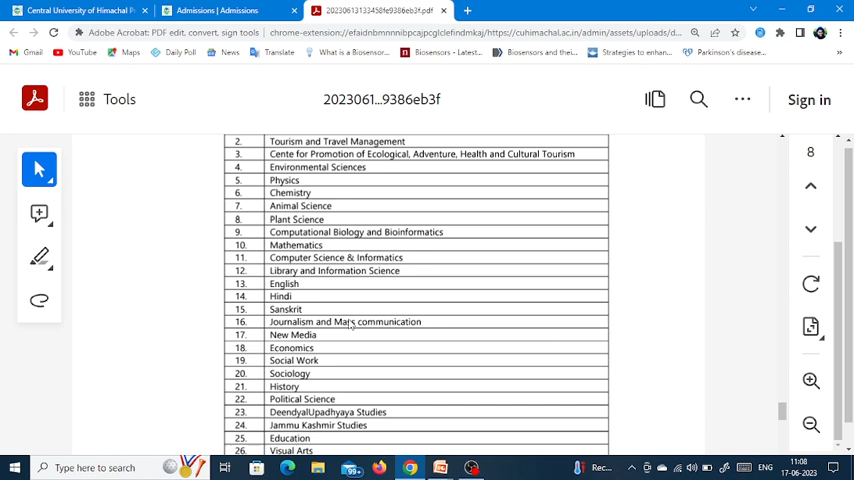 Central University of Himachal Pr
Admissions | Admissions
20230613133458fe9386eb3f.pdf
Adobe Acrobat: PDF edit, convert, sign tools
chrome-extension://efaidnbmnnnibpcajpcglclefindmkaj/https://cuhimachal.ac.in/admin/assets/uploads/d...
Gmail
YouTube
Maps
Daily Poll
News
Translate
What is a Biosensor...
Biosensors - Latest...
Biosensors and their...
Strategies to enhan...
Parkinson's disease...
Tools
2023061...9386eb3f
Sign in
8
2. Tourism and Travel Management
3. Cente for Promotion of Ecological, Adventure, Health and Cultural Tourism
4. Environmental Sciences
5. Physics
6. Chemistry
7. Animal Science
8. Plant Science
9. Computational Biology and Bioinformatics
10. Mathematics
11. Computer Science & Informatics
12. Library and Information Science
13. English
14. Hindi
15. Sanskrit
16. Journalism and Mass communication
17. New Media
18. Economics
19. Social Work
20. Sociology
21. History
22. Political Science
23. DeendyalUpadhyaya Studies
24. Jammu Kashmir Studies
25. Education
26. Visual Arts
Type here to search
99+
Rec...
ENG
11:08
17-06-2023